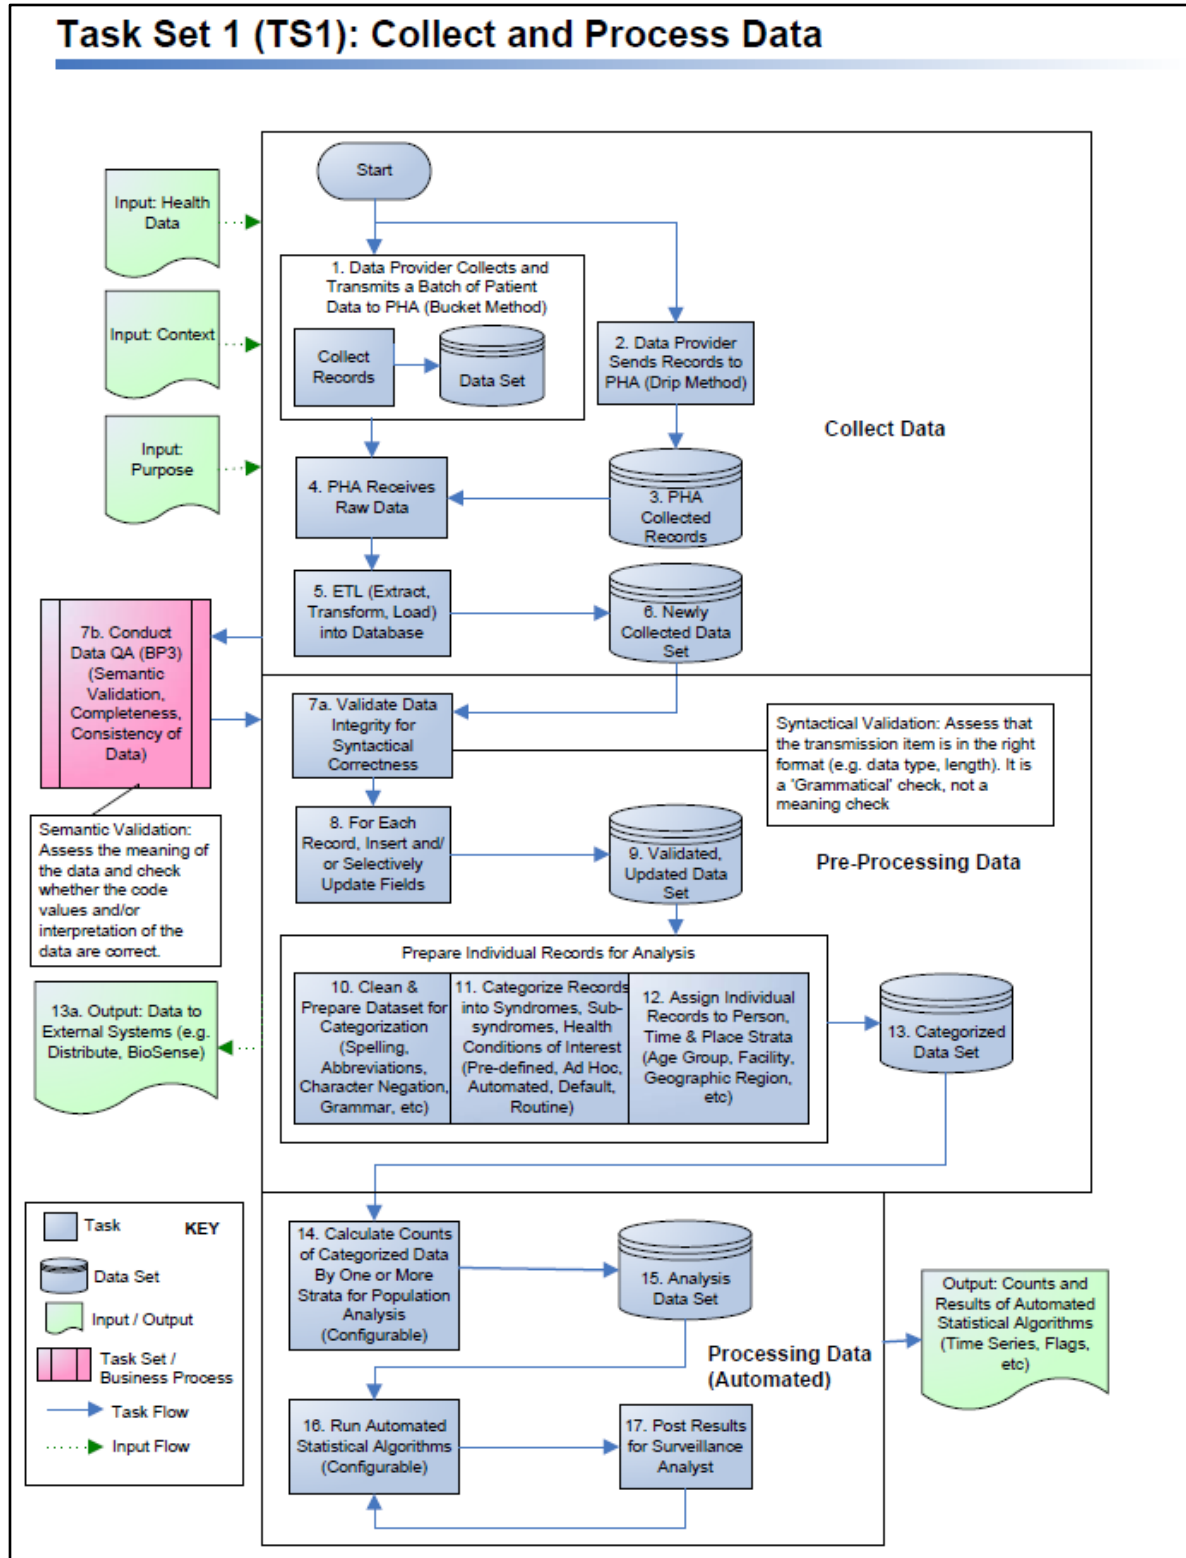 Task Set 1 (TS1): Collect and Process Data
Start
Input: Health
Data
Input: Context
Input:
Purpose
1. Data Provider Collects and
Transmits a Batch of Patient
Data to PHA (Bucket Method)
Collect
Records
Data Set
2. Data Provider
Sends Records to
PHA (Drip Method)
Collect Data
4. PHA Receives
Raw Data
3. PHA
Collected
Records
5. ETL (Extract,
Transform, Load)
into Database
6. Newly
Collected Data
Set
7b. Conduct
Data QA (BP3)
(Semantic
Validation,
Completeness,
Consistency of
Data)
7a. Validate Data
Integrity for
Syntactical
Correctness
Syntactical Validation: Assess that
the transmission item is in the right
format (e.g. data type, length). It is
a 'Grammatical' check, not a
meaning check
Semantic Validation:
Assess the meaning of
the data and check
whether the code
values and/or
interpretation of the
data are correct.
8. For Each
Record, Insert and/
or Selectively
Update Fields
9. Validated,
Updated Data
Set
Pre-Processing Data
Prepare Individual Records for Analysis
10. Clean &
Prepare Dataset for
Categorization
(Spelling,
Abbreviations,
Character Negation,
Grammar, etc)
11. Categorize Records
into Syndromes, Sub-
syndromes, Health
Conditions of Interest
(Pre-defined, Ad Hoc,
Automated, Default,
Routine)
12. Assign Individual
Records to Person,
Time & Place Strata
(Age Group, Facility,
Geographic Region,
etc)
13. Categorized
Data Set
13a. Output: Data to
External Systems (e.g.
Distribute, BioSense)
KEY
Task
Data Set
Input / Output
Task Set /
Business Process
Task Flow
Input Flow
14. Calculate Counts
of Categorized Data
By One or More
Strata for Population
Analysis
(Configurable)
15. Analysis
Data Set
Processing Data
(Automated)
Output: Counts and
Results of Automated
Statistical Algorithms
(Time Series, Flags,
etc)
16. Run Automated
Statistical Algorithms
(Configurable)
17. Post Results
for Surveillance
Analyst